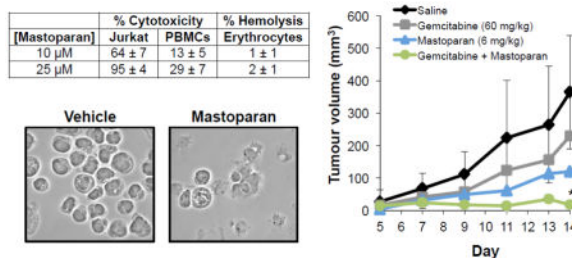 % Cytotoxicity % Hemolysis
[Mastoparan] Jurkat PBMCs Erythrocytes
10 µM 64 ± 7 13 ± 5 1 ± 1
25 µM 95 ± 4 29 ± 7 2 ± 1
Vehicle Mastoparan
Saline
Gemcitabine (60 mg/kg)
Mastoparan (6 mg/kg)
Gemcitabine + Mastoparan
Tumour volume (mm³)
600
500
400
300
200
100
0
*
5 6 7 8 9 10 11 12 13 14
Day